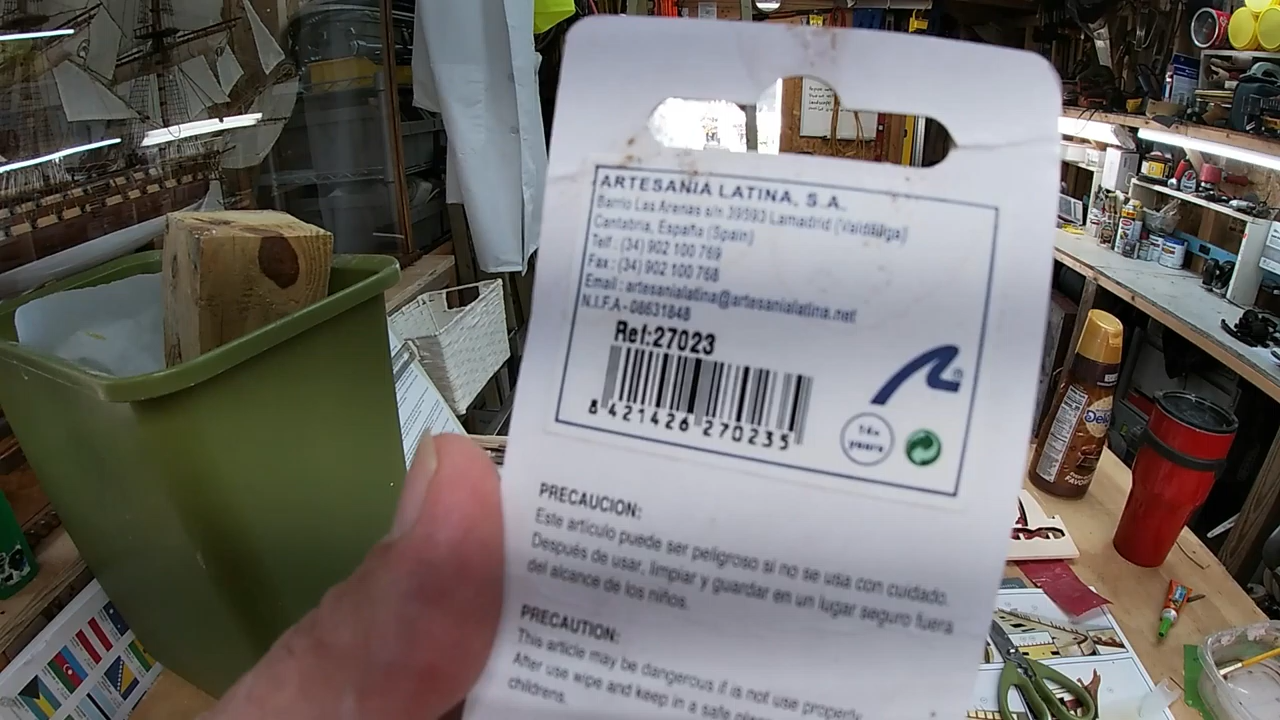 ARTESANIA LATINA, S.A.
Barrio Las Arenas s/n 39593 Lamadrid (Valdáliga)
Cantabria, España (Spain)
Telf.: (34) 902 100 769
Fax : (34) 902 100 768
Email : artesanialatina@artesanialatina.net
N.I.F.A - 08631848
Ref:27023
8 421426 270235
14+
years
PRECAUCION:
Este artículo puede ser peligroso si no se usa con cuidado.
Después de usar, limpiar y guardar en un lugar seguro fuera
del alcance de los niños.
PRECAUTION:
This article may be dangerous if is not use properly.
After use wipe and keep in a safe
childrens.